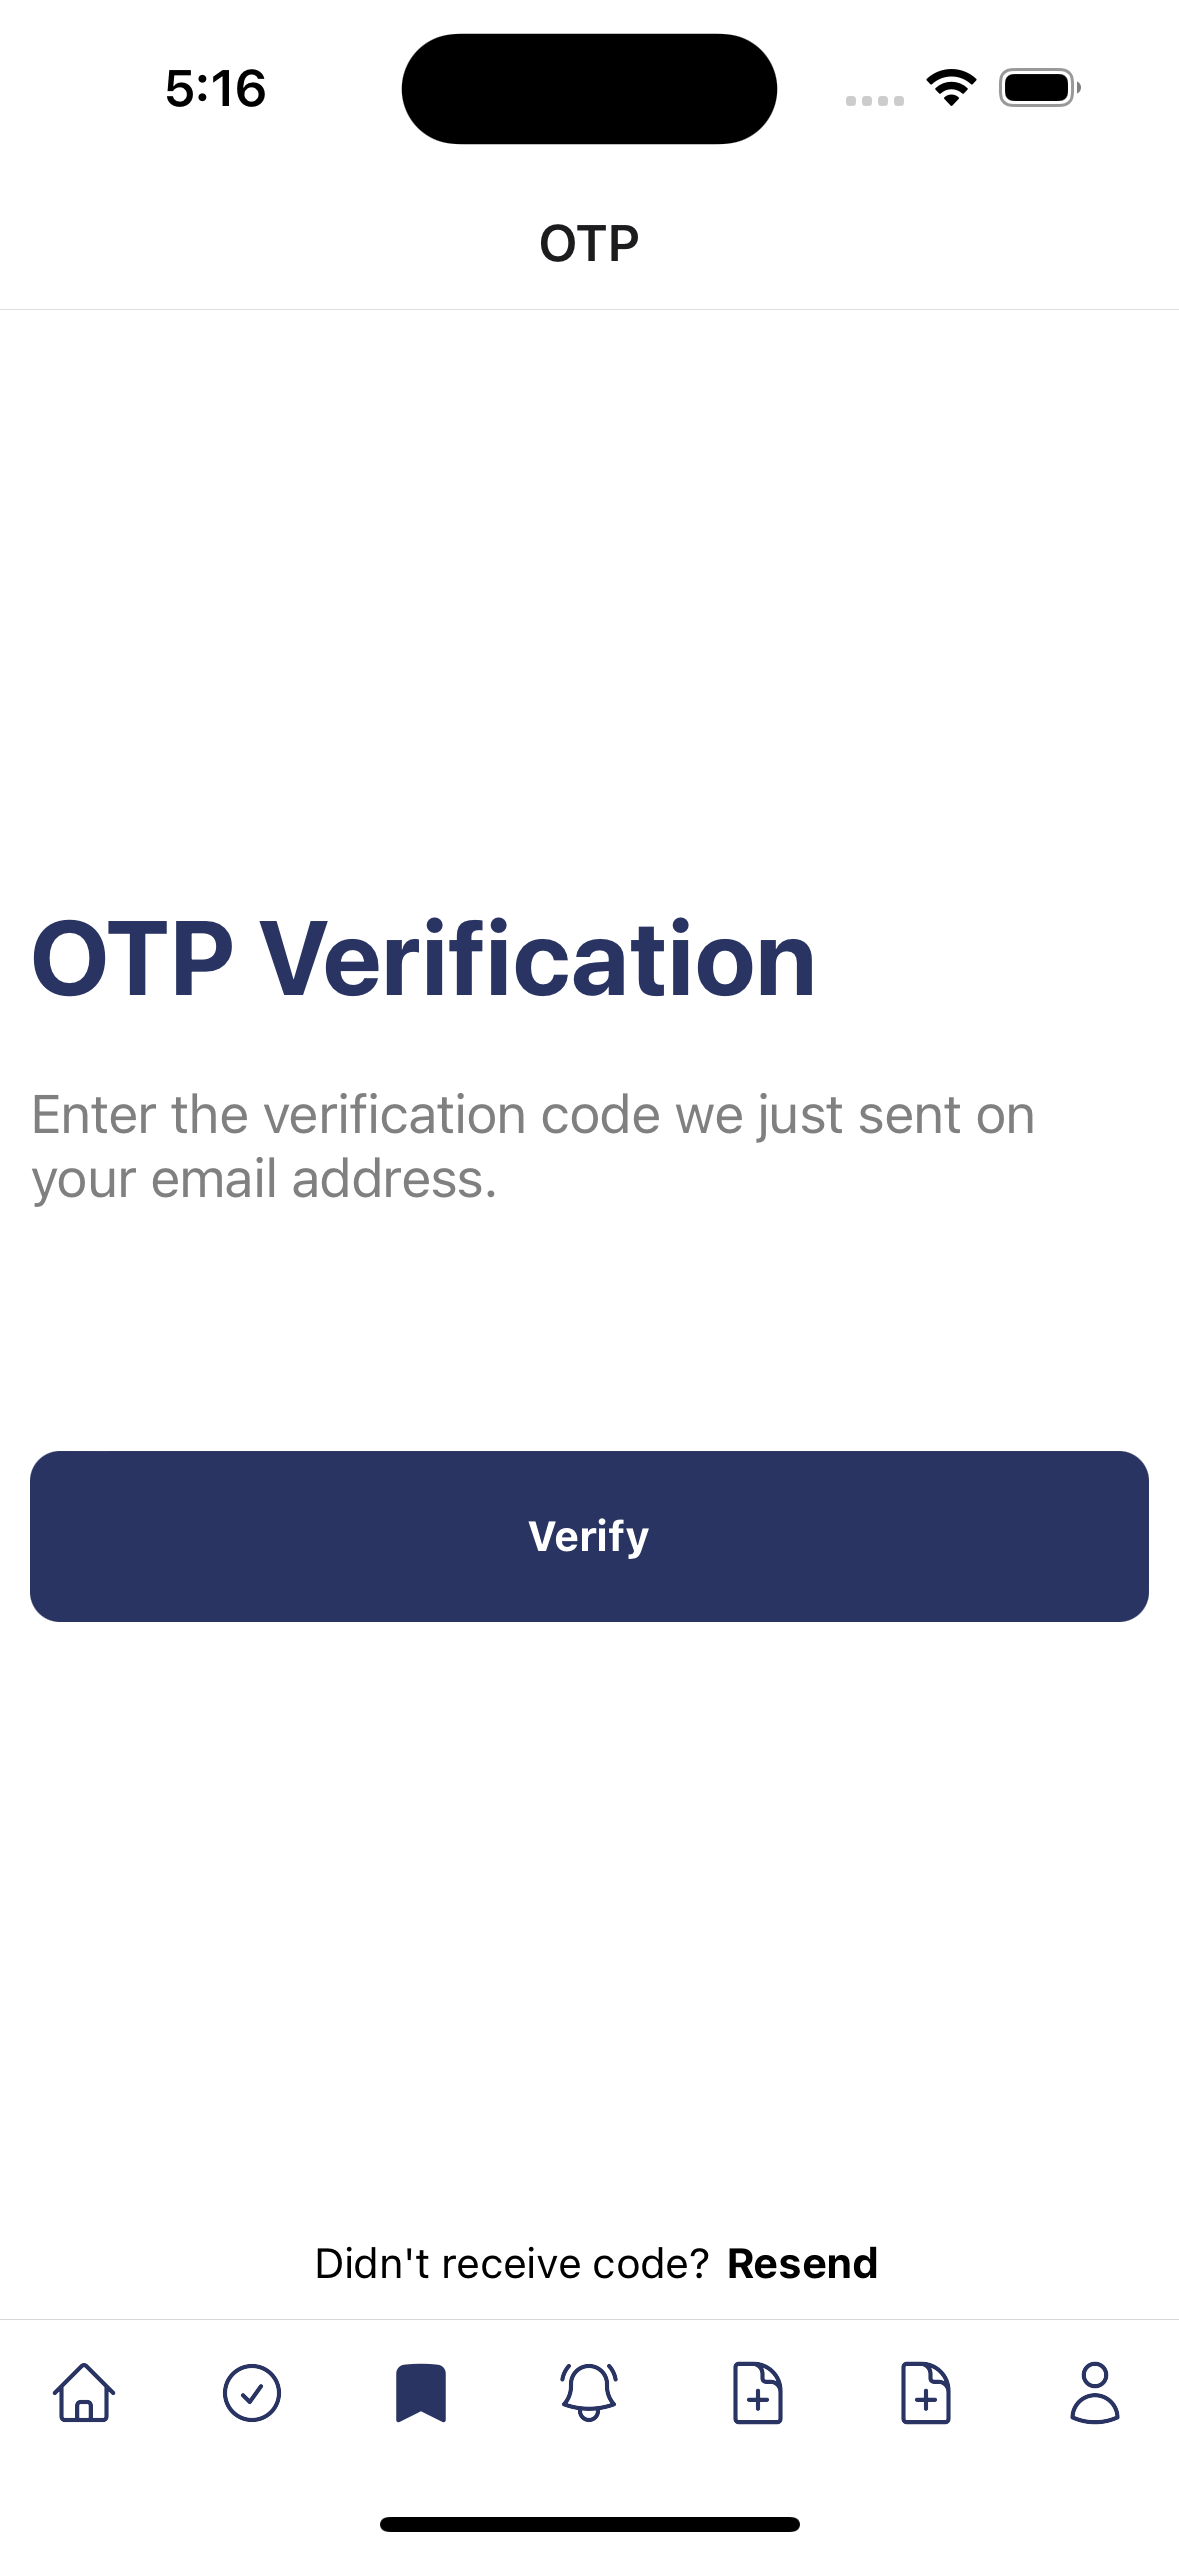 5:16
OTP
OTP Verification
Enter the verification code we just sent on
your email address.
Verify
Didn't receive code? Resend